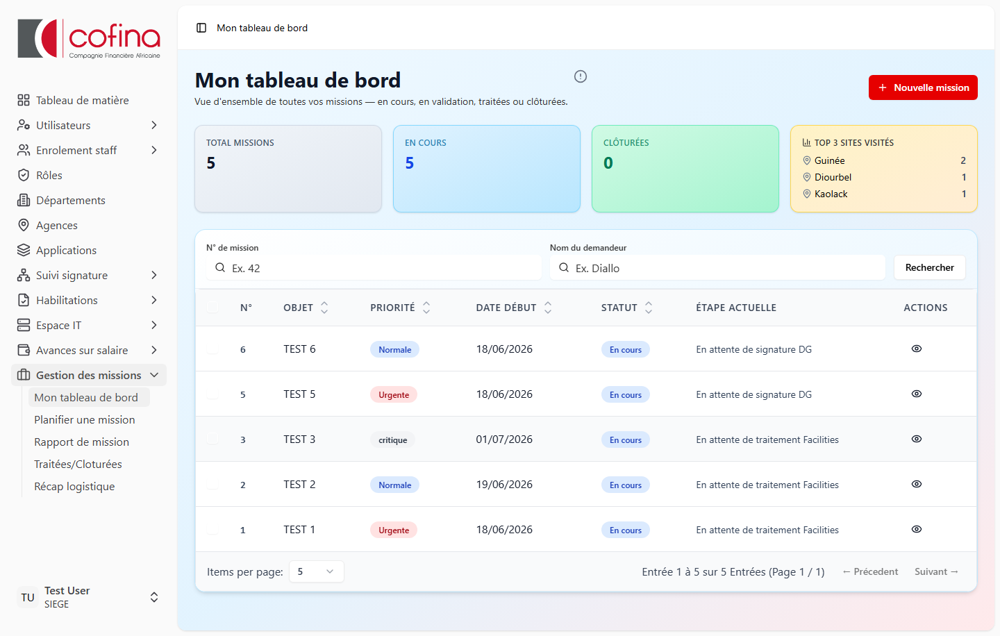 cofina
Compagnie Financière Africaine
Tableau de matière
Utilisateurs
Enrolement staff
Rôles
Départements
Agences
Applications
Suivi signature
Habilitations
Espace IT
Avances sur salaire
Gestion des missions
Mon tableau de bord
Planifier une mission
Rapport de mission
Traitées/Cloturées
Récap logistique
TU
Test User
SIEGE
Mon tableau de bord
Mon tableau de bord
Vue d'ensemble de toutes vos missions — en cours, en validation, traitées ou clôturées.
+ Nouvelle mission
TOTAL MISSIONS
5
EN COURS
5
CLÔTURÉES
0
TOP 3 SITES VISITÉS
Guinée 2
Diourbel 1
Kaolack 1
N° de mission
Ex. 42
Nom du demandeur
Ex. Diallo
Rechercher
N° OBJET PRIORITÉ DATE DÉBUT STATUT ÉTAPE ACTUELLE ACTIONS
6 TEST 6 Normale 18/06/2026 En cours En attente de signature DG
5 TEST 5 Urgente 18/06/2026 En cours En attente de signature DG
3 TEST 3 critique 01/07/2026 En cours En attente de traitement Facilities
2 TEST 2 Normale 19/06/2026 En cours En attente de traitement Facilities
1 TEST 1 Urgente 18/06/2026 En cours En attente de traitement Facilities
Items per page: 5 Entrée 1 à 5 sur 5 Entrées (Page 1 / 1) ← Précedent Suivant →